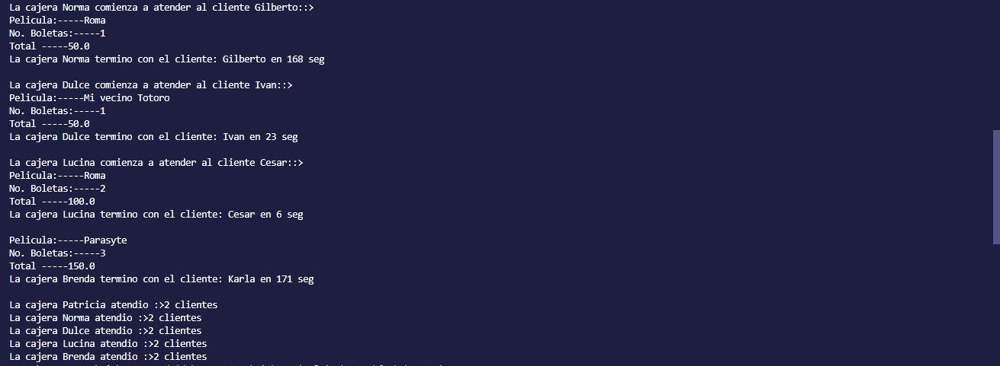 La cajera Norma comienza a atender al cliente Gilberto::>
Pelicula:-----Roma
No. Boletas:-----1
Total -----50.0
La cajera Norma termino con el cliente: Gilberto en 168 seg
La cajera Dulce comienza a atender al cliente Ivan::>
Pelicula:-----Mi vecino Totoro
No. Boletas:-----1
Total -----50.0
La cajera Dulce termino con el cliente: Ivan en 23 seg
La cajera Lucina comienza a atender al cliente Cesar::>
Pelicula:-----Roma
No. Boletas:-----2
Total -----100.0
La cajera Lucina termino con el cliente: Cesar en 6 seg
Pelicula:-----Parasyte
No. Boletas:-----3
Total -----150.0
La cajera Brenda termino con el cliente: Karla en 171 seg
La cajera Patricia atendio :>2 clientes
La cajera Norma atendio :>2 clientes
La cajera Dulce atendio :>2 clientes
La cajera Lucina atendio :>2 clientes
La cajera Brenda atendio :>2 clientes